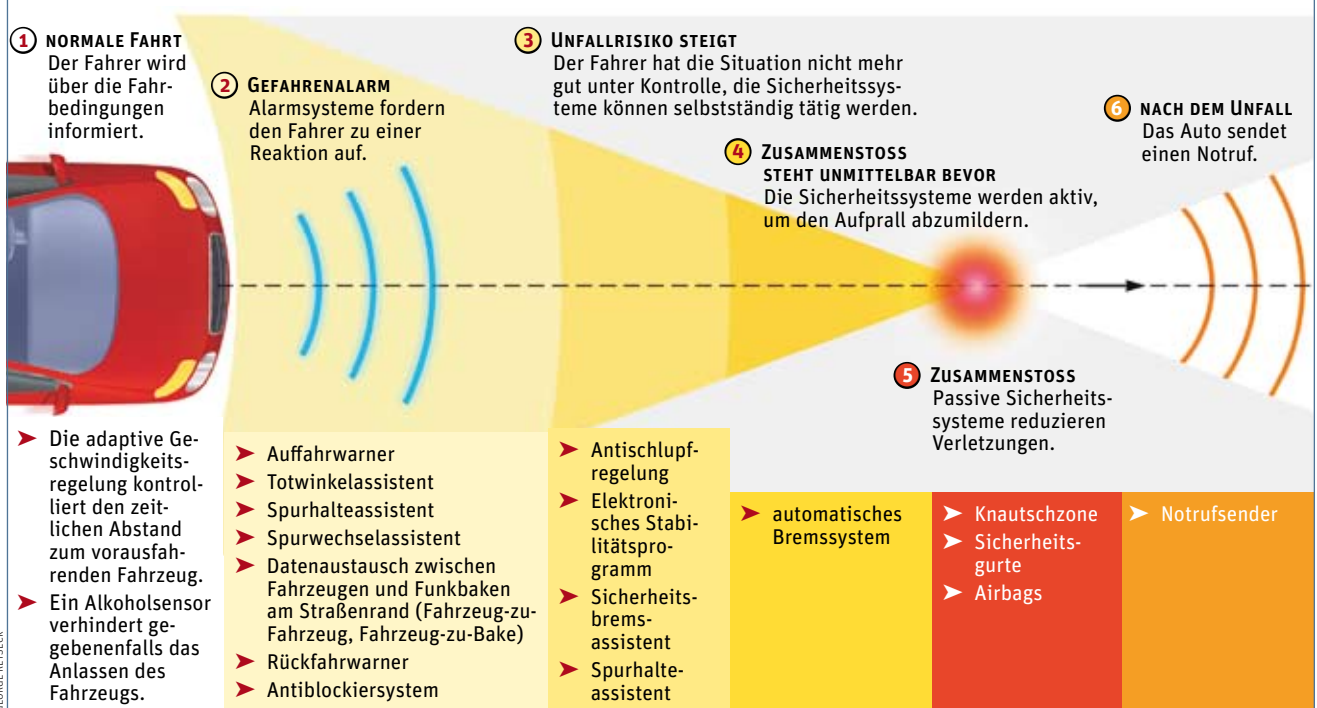 1 NORMALE FAHRT
Der Fahrer wird
über die Fahr-
bedingungen
informiert.
2 GEFAHRENALARM
Alarmsysteme fordern
den Fahrer zu einer
Reaktion auf.
3 UNFALLRISIKO STEIGT
Der Fahrer hat die Situation nicht mehr
gut unter Kontrolle, die Sicherheitssys-
teme können selbstständig tätig werden.
4 ZUSAMMENSTOSS
STEHT UNMITTELBAR BEVOR
Die Sicherheitssysteme werden aktiv,
um den Aufprall abzumildern.
6 NACH DEM UNFALL
Das Auto sendet
einen Notruf.
5 ZUSAMMENSTOSS
Passive Sicherheits-
systeme reduzieren
Verletzungen.
➤ Die adaptive Ge-
schwindigkeits-
regelung kontrol-
liert den zeit-
lichen Abstand
zum vorausfah-
renden Fahrzeug.
➤ Ein Alkoholsensor
verhindert ge-
gebenenfalls das
Anlassen des
Fahrzeugs.
➤ Auffahrwarner
➤ Totwinkelassistent
➤ Spurhalteassistent
➤ Spurwechselassistent
➤ Datenaustausch zwischen
Fahrzeugen und Funkbaken
am Straßenrand (Fahrzeug-zu-
Fahrzeug, Fahrzeug-zu-Bake)
➤ Rückfahrwarner
➤ Antiblockiersystem
➤ Antischlupf-
regelung
➤ Elektroni-
sches Stabi-
litätspro-
gramm
➤ Sicherheits-
brems-
assistent
➤ Spurhalte-
assistent
➤ automatisches
Bremssystem
➤ Knautschzone
➤ Sicherheits-
gurte
➤ Airbags
➤ Notrufsender